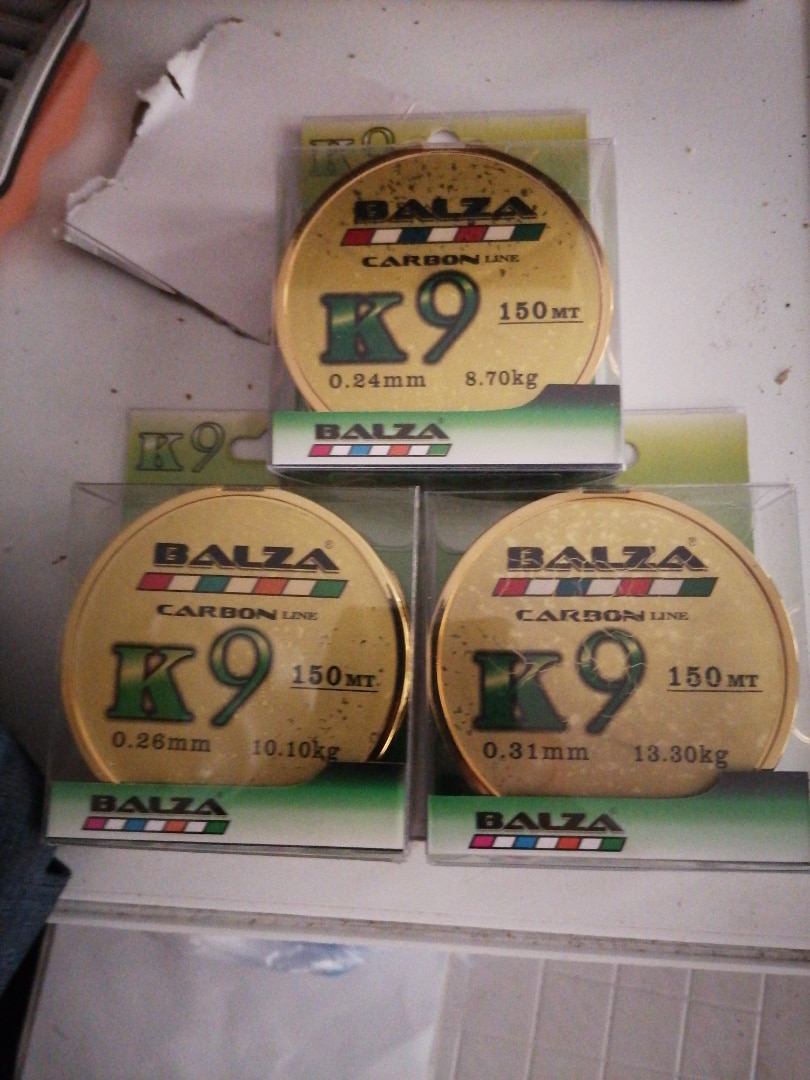 K9
BALZA
CARBON LINE
K9
150 MT
0.24mm 8.70kg
BALZA
K9
BALZA®
CARBON LINE
K9
150 MT
0.26mm 10.10kg
BALZA
BALZA®
CARBON LINE
K9
150 MT
0.31mm 13.30kg
BALZA